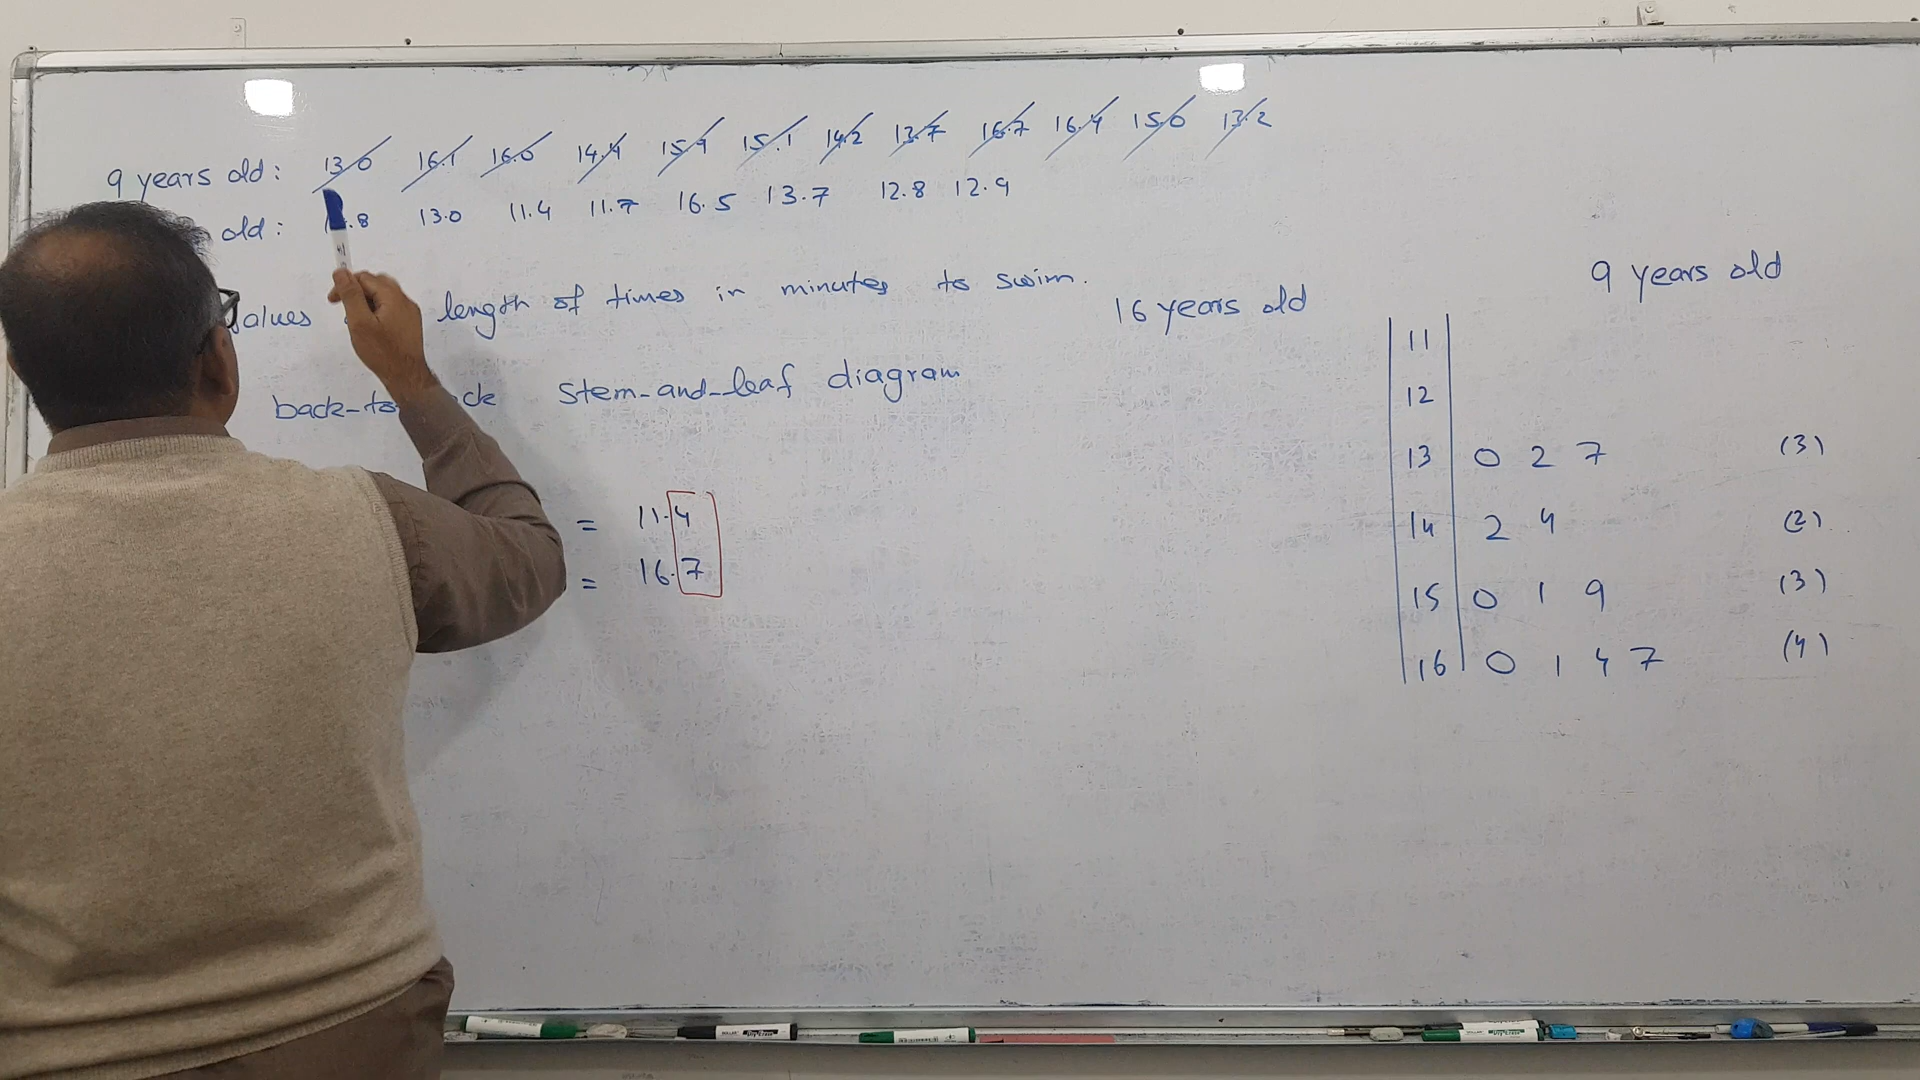 9 years old: 13.0 16.1 16.0 14.4 15.9 15.1 14.2 13.7 16.7 16.4 15.0 13.2
old: .8 13.0 11.4 11.7 16.5 13.7 12.8 12.9
values length of times in minutes to swim.
back-to ck stem-and-leaf diagram
= 11.4
= 16.7
16 years old 9 years old
11
12
13 0 2 7 (3)
14 2 4 (2)
15 0 1 9 (3)
16 0 1 4 7 (4)